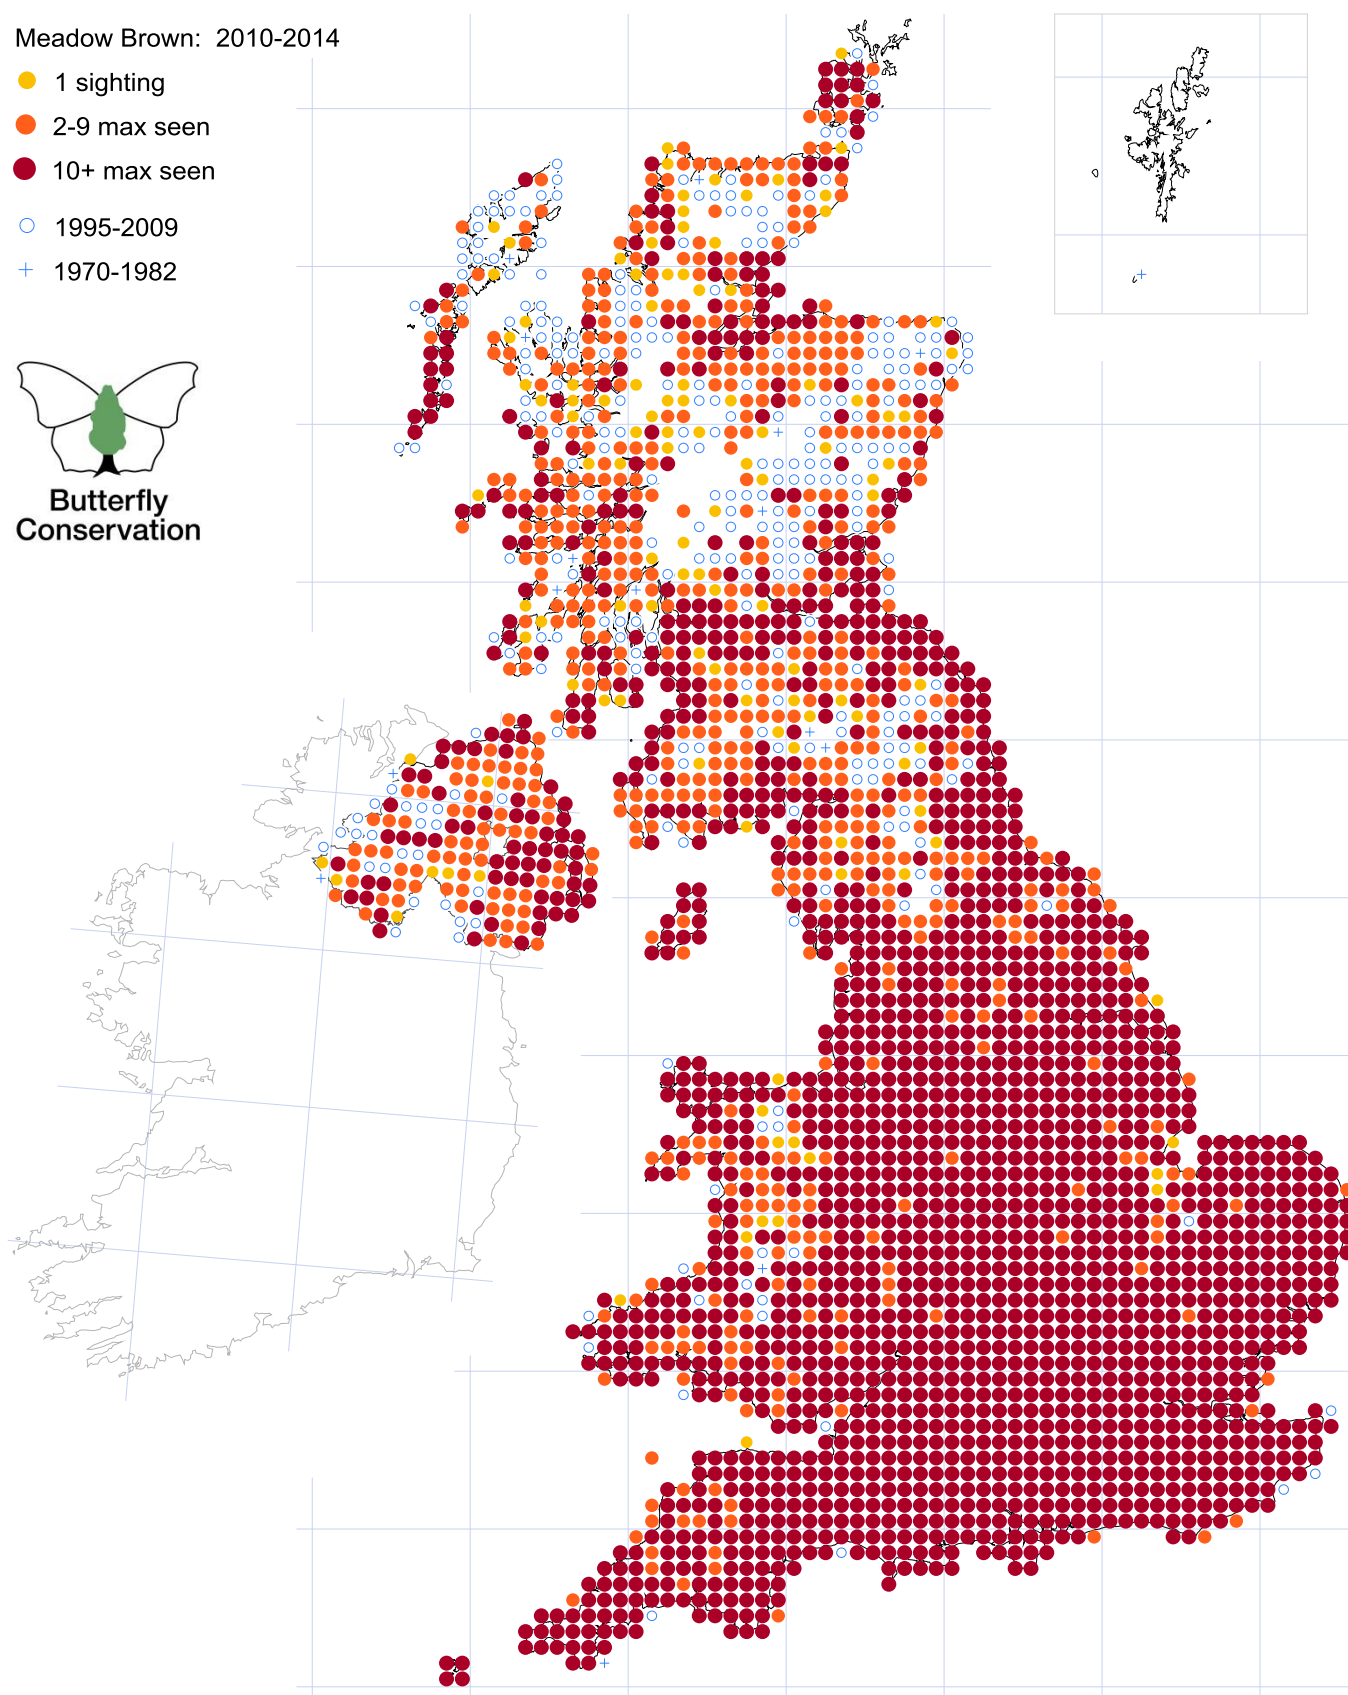 Meadow Brown:  2010-2014
1 sighting
2-9 max seen
10+ max seen
1995-2009
1970-1982
Butterfly
Conservation